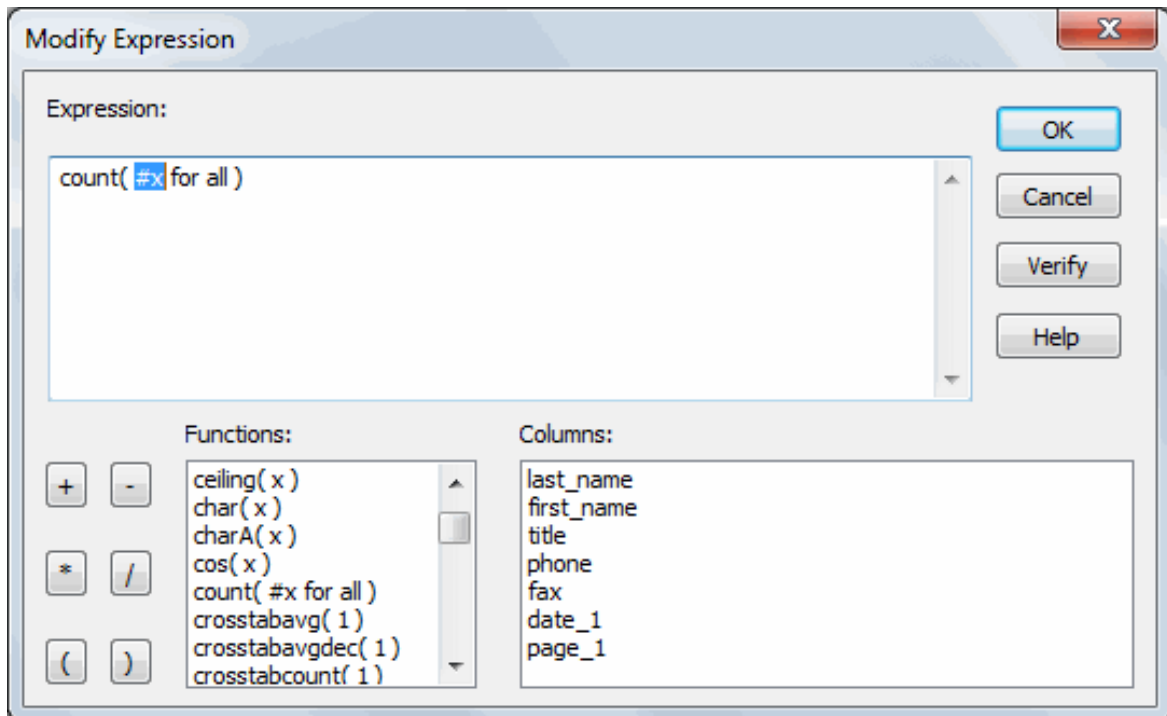 Modify Expression
X
Expression:
OK
count( #x for all )
Cancel
Verify
Help
Functions:
Columns:
+ -
* /
( )
ceiling( x )
char( x )
charA( x )
cos( x )
count( #x for all )
crosstabavg( 1 )
crosstabavgdec( 1 )
crosstabcount( 1 )
last_name
first_name
title
phone
fax
date_1
page_1